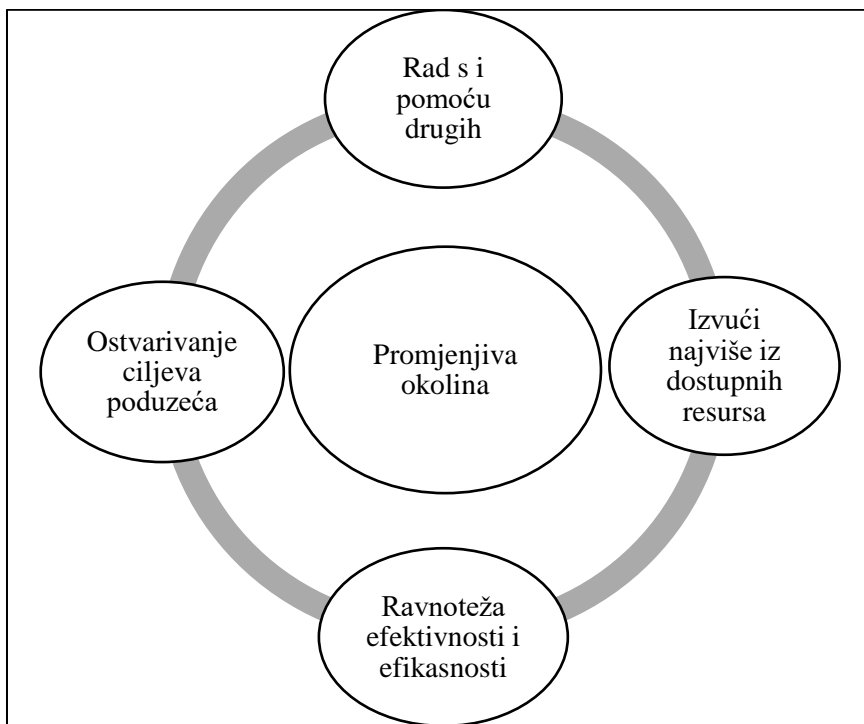 Rad s i
pomoću
drugih
Ostvarivanje
ciljeva
poduzeća
Promjenjiva
okolina
Izvući
najviše iz
dostupnih
resursa
Ravnoteža
efektivnosti i
efikasnosti